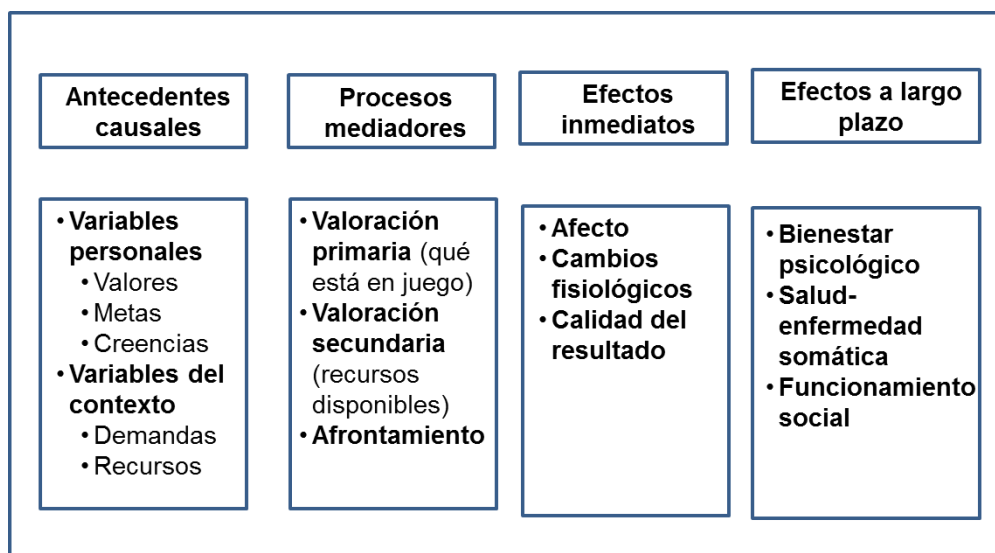 Antecedentes
causales
Procesos
mediadores
Efectos
inmediatos
Efectos a largo
plazo
• Variables
personales
• Valores
• Metas
• Creencias
• Variables del
contexto
• Demandas
• Recursos
• Valoración
primaria (qué
está en juego)
• Valoración
secundaria
(recursos
disponibles)
• Afrontamiento
• Afecto
• Cambios
fisiológicos
• Calidad del
resultado
• Bienestar
psicológico
• Salud-
enfermedad
somática
• Funcionamiento
social